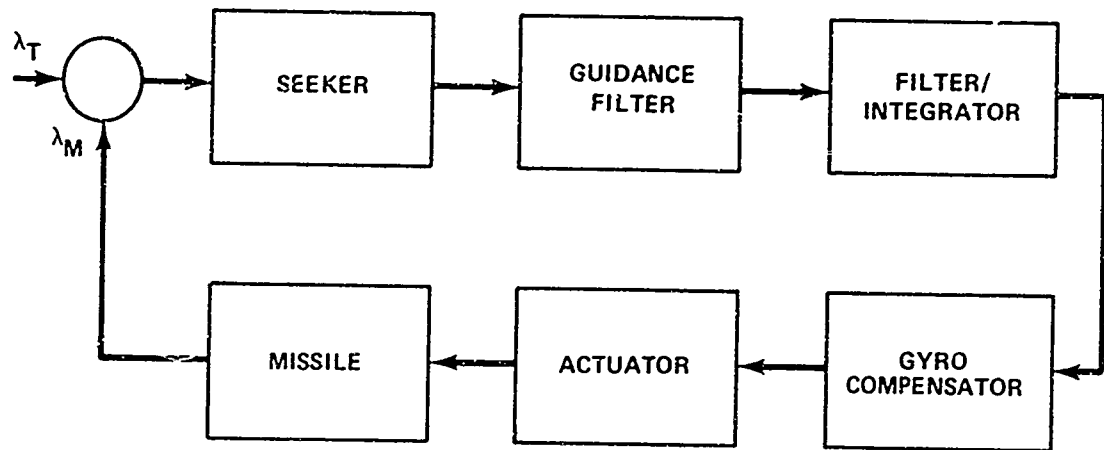 λT
SEEKER
GUIDANCE
FILTER
FILTER/
INTEGRATOR
λM
MISSILE
ACTUATOR
GYRO
COMPENSATOR